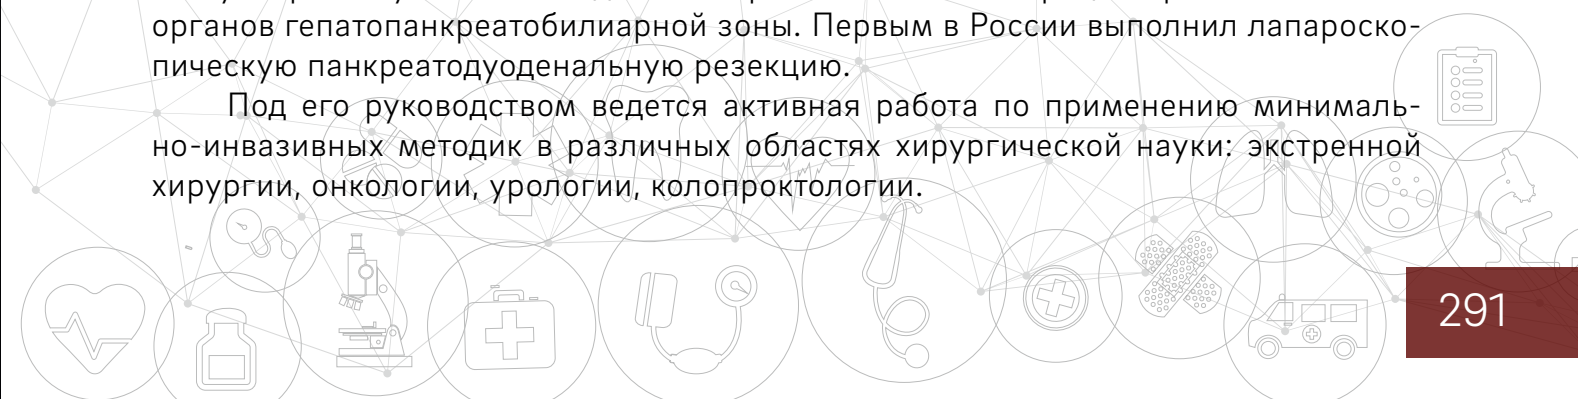 органов гепатопанкреатобилиарной зоны. Первым в России выполнил лапароско-
пическую панкреатодуоденальную резекцию.
Под его руководством ведется активная работа по применению минималь-
но-инвазивных методик в различных областях хирургической науки: экстренной
хирургии, онкологии, урологии, колопроктологии.
291